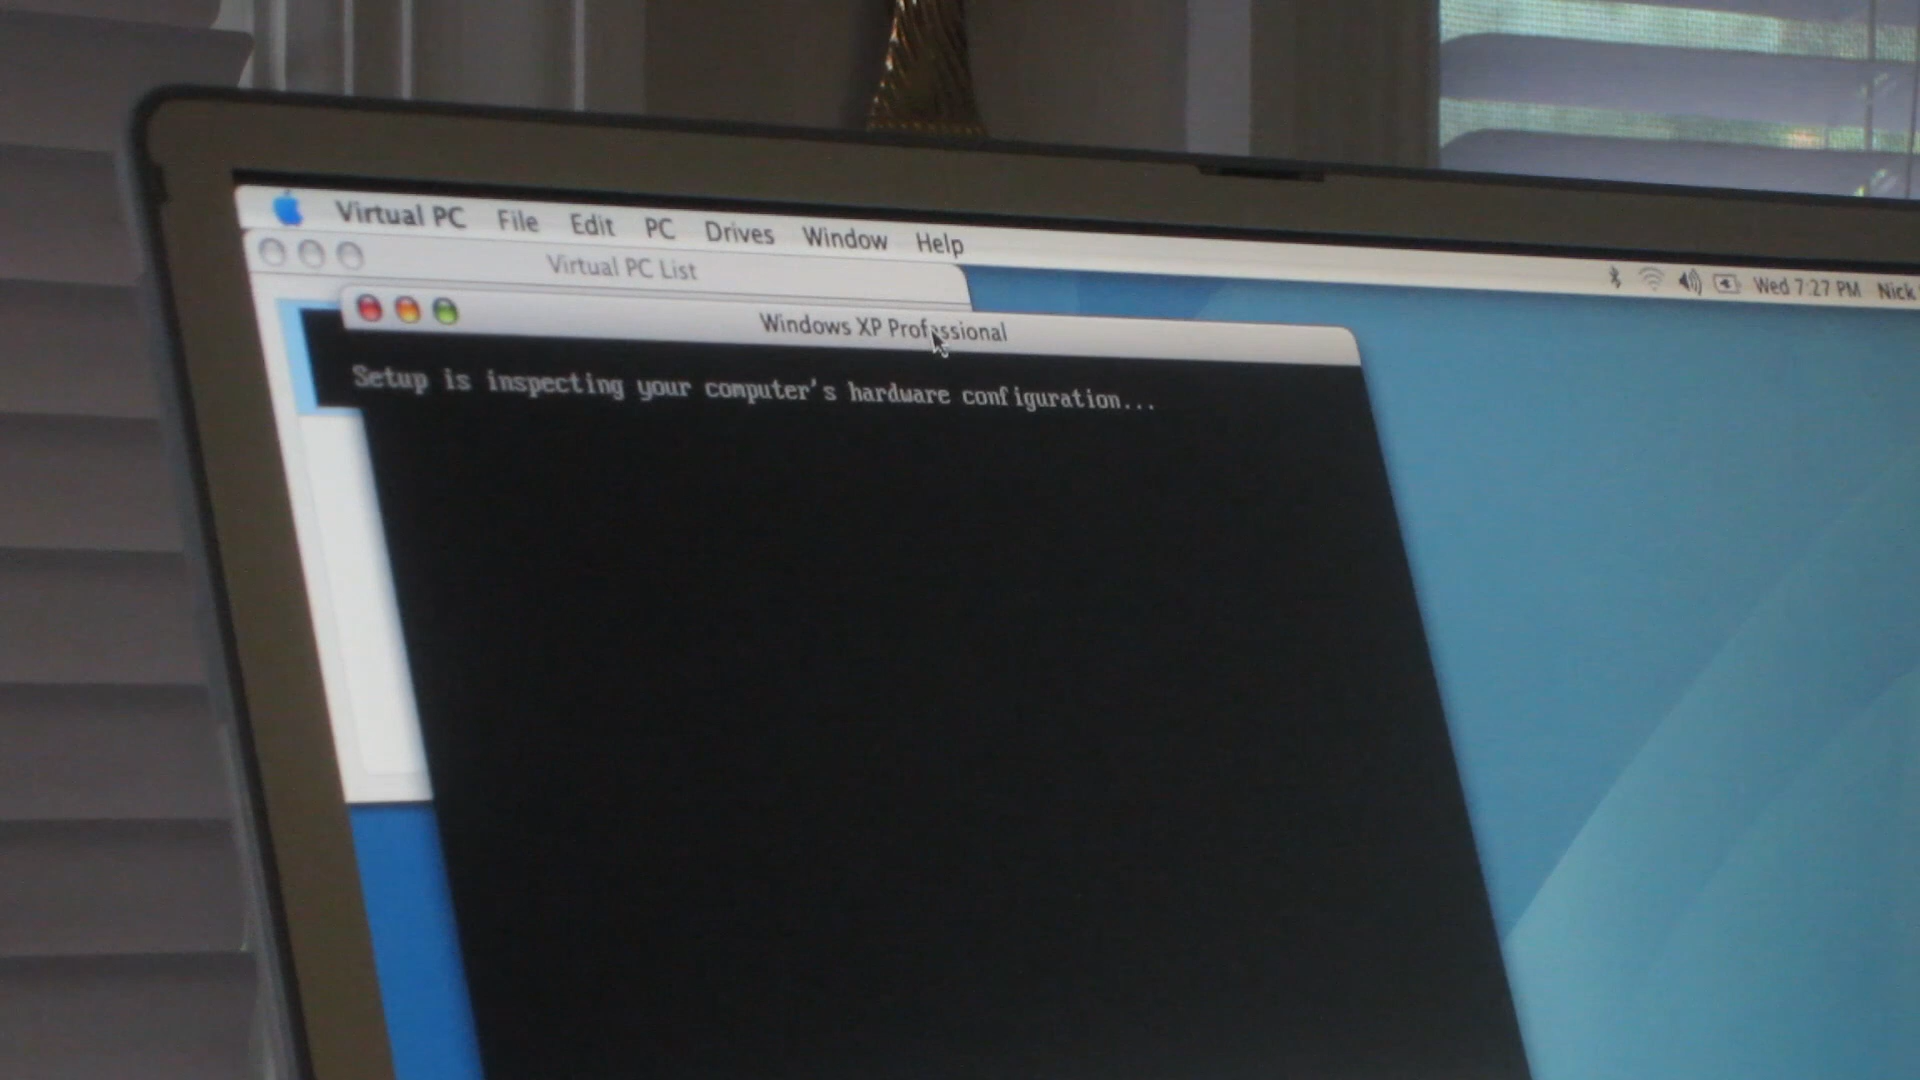 Virtual PC File Edit PC Drives Window Help
Wed 7:27 PM Nick
Virtual PC List
Windows XP Professional
Setup is inspecting your computer's hardware configuration...